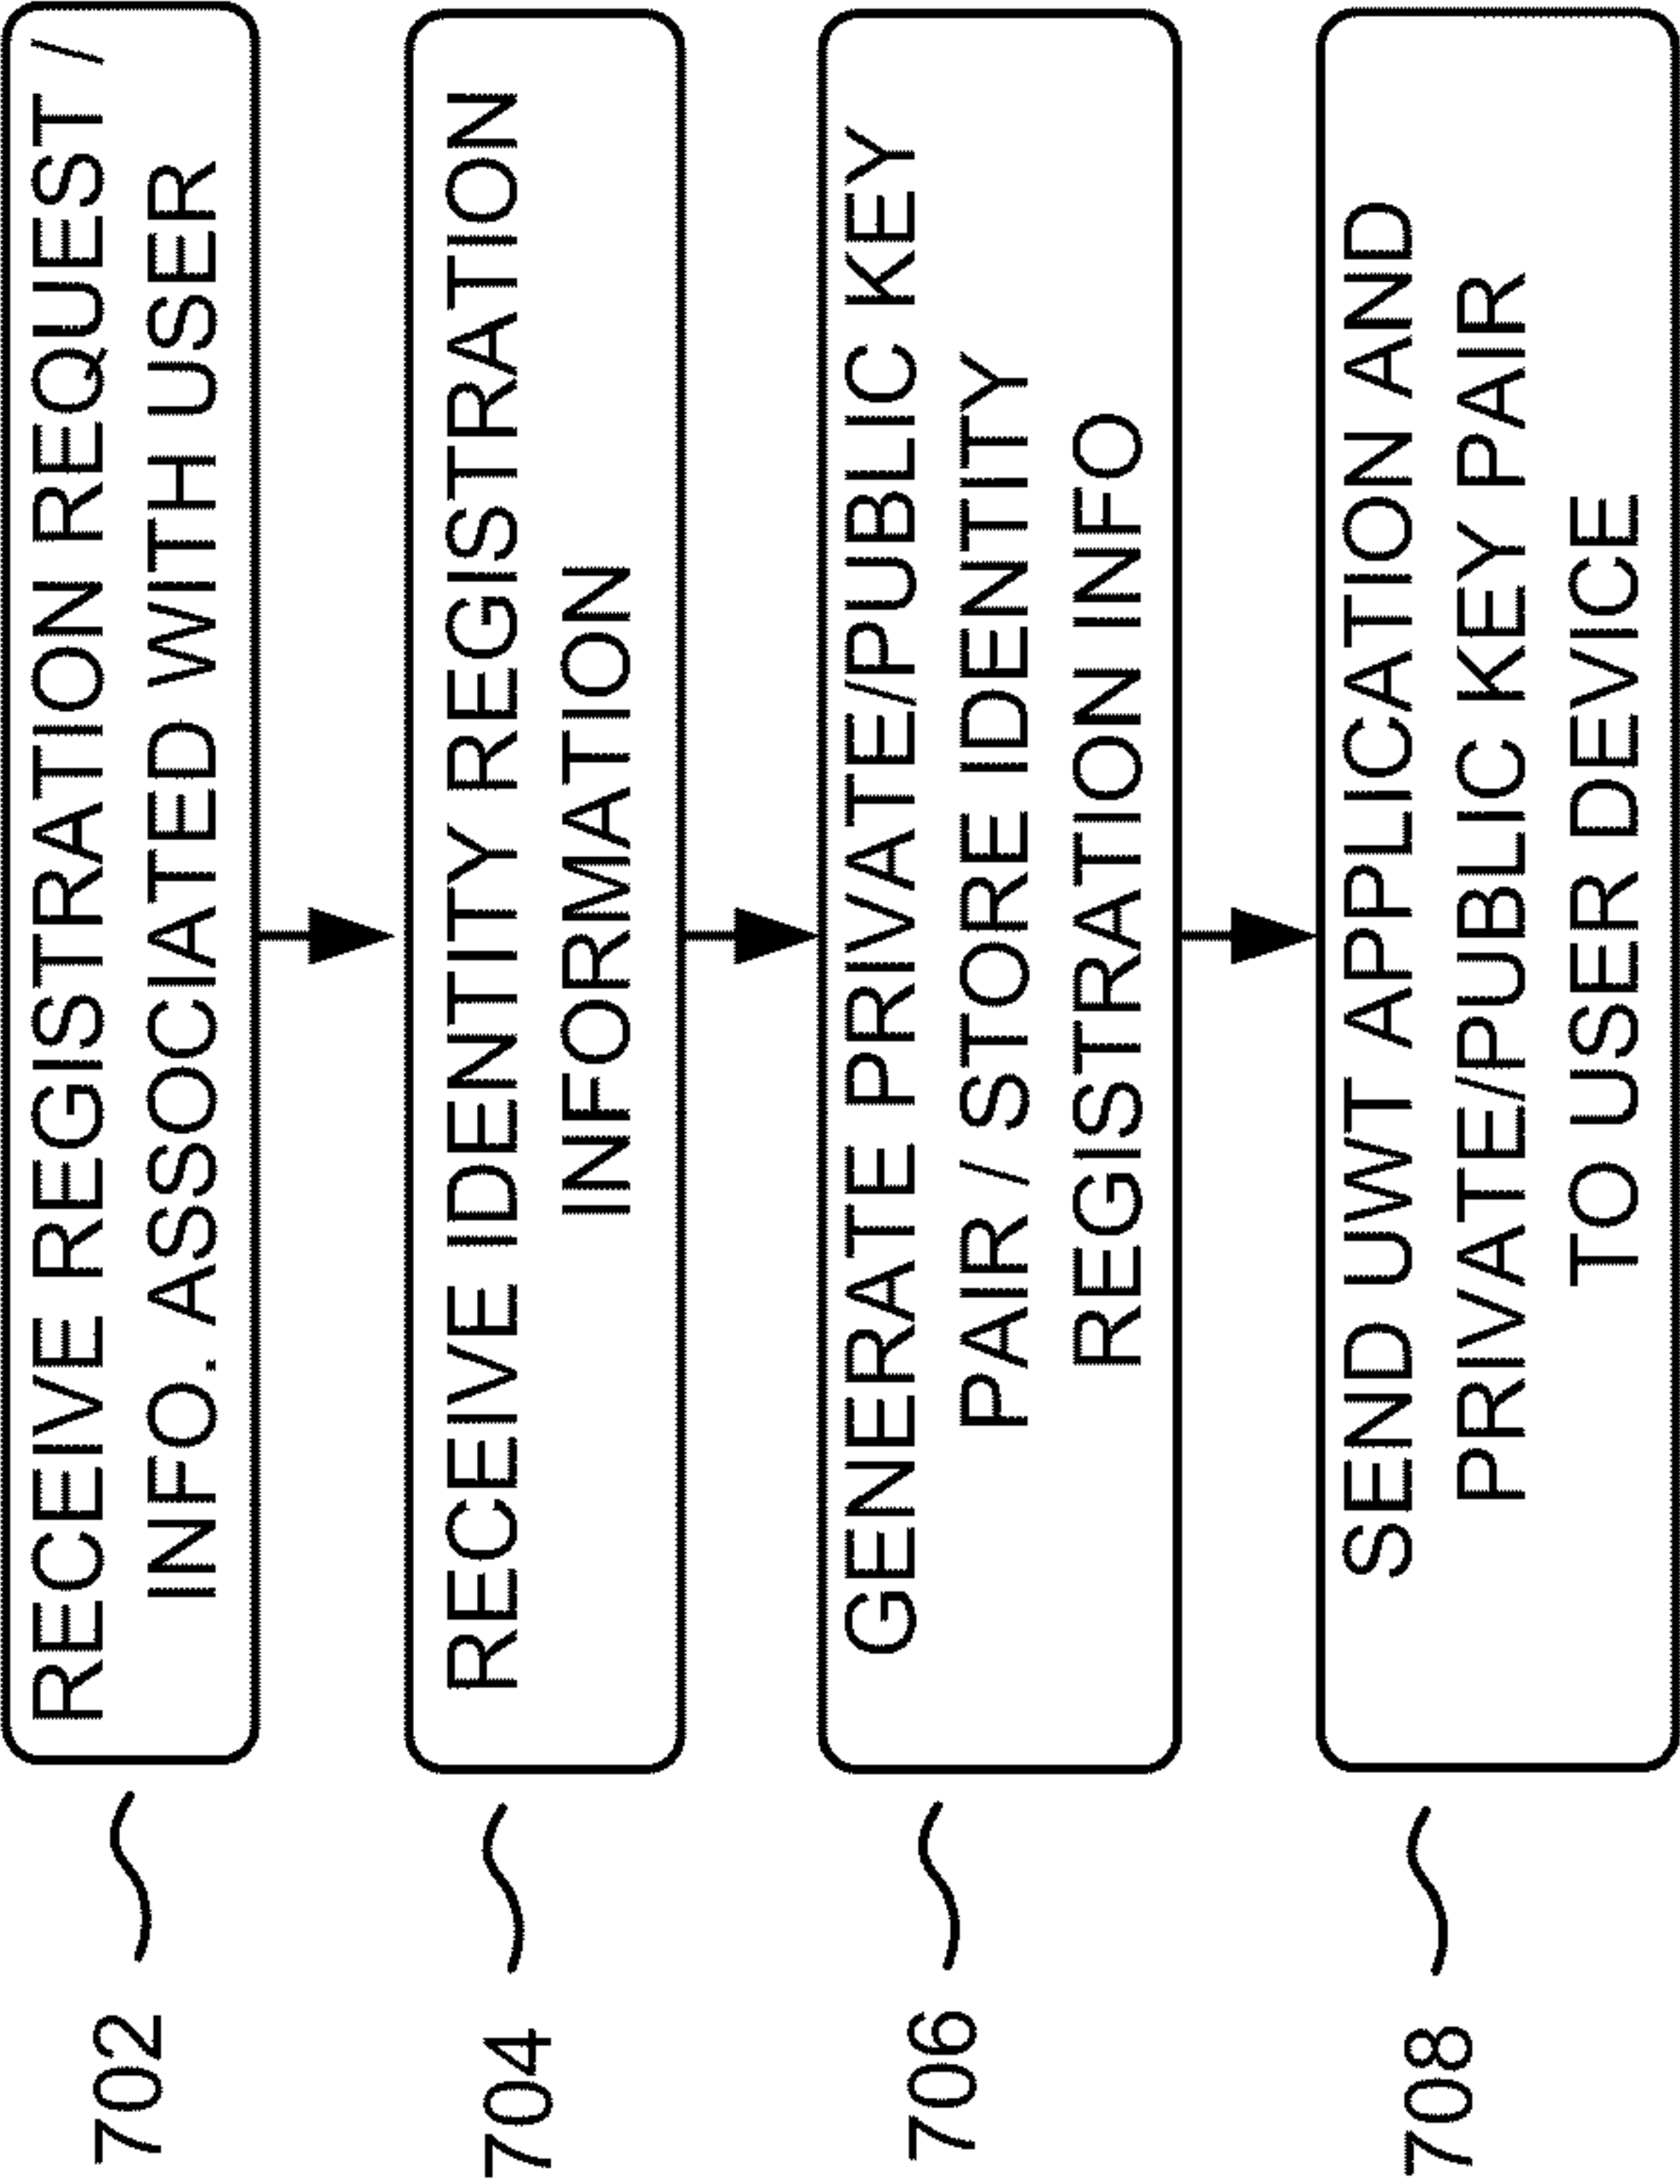 702
RECEIVE REGISTRATION REQUEST /
INFO. ASSOCIATED WITH USER
704
RECEIVE IDENTITY REGISTRATION
INFORMATION
706
GENERATE PRIVATE/PUBLIC KEY
PAIR / STORE IDENTITY
REGISTRATION INFO
708
SEND UWT APPLICATION AND
PRIVATE/PUBLIC KEY PAIR
TO USER DEVICE